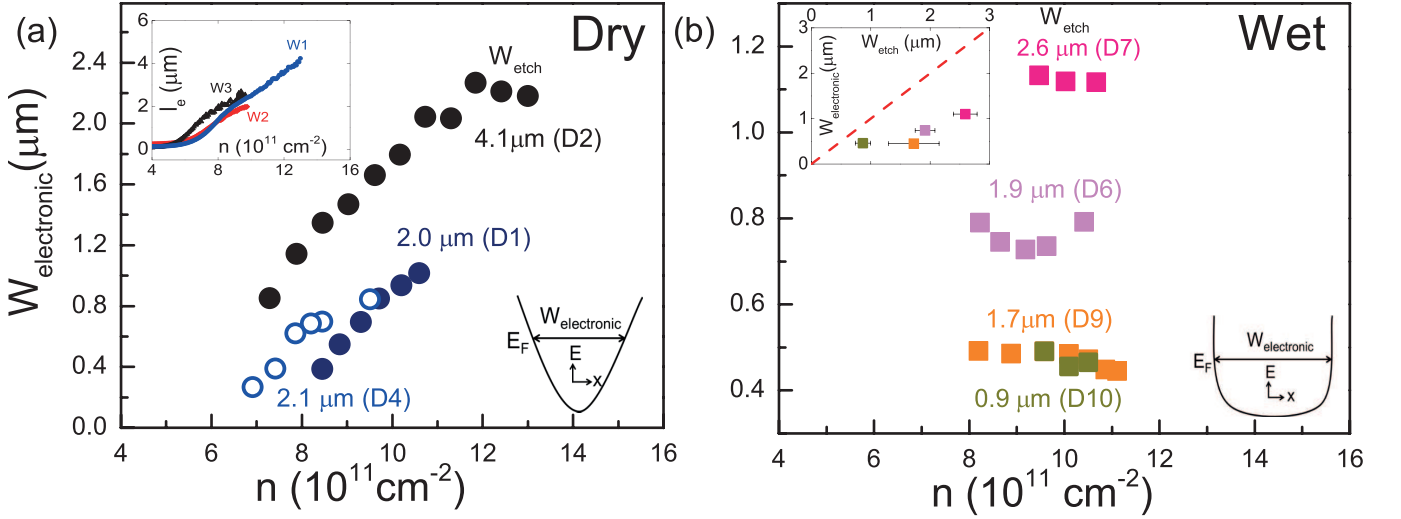 (a)
Dry
W_electronic (μm)
2.4
2.0
1.6
1.2
0.8
0.4
0.0
4 6 8 10 12 14 16
n (10^11 cm^-2)
W_etch
4.1μm (D2)
2.0 μm (D1)
2.1 μm (D4)
l_e (μm)
6
4
2
0
4 8 12 16
n (10^11 cm^-2)
W1
W3
W2
W_electronic
E_F
E
x
(b)
Wet
1.2
1.0
0.8
0.6
0.4
4 6 8 10 12 14 16
n (10^11 cm^-2)
W_etch
2.6 μm (D7)
1.9 μm (D6)
1.7μm (D9)
0.9 μm (D10)
0 1 2 3
W_etch (μm)
W_electronic (μm)
3
2
1
0
W_electronic
E_F
E
x